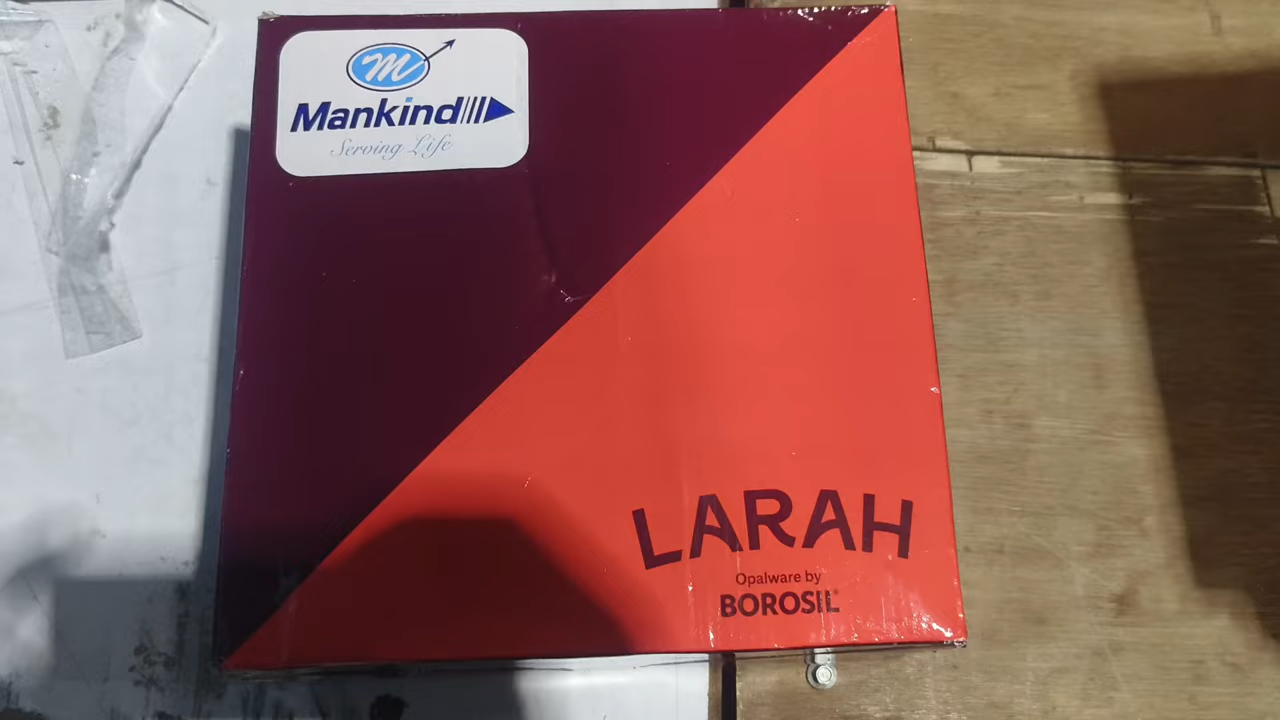 m
Mankind
Serving Life
LARAH
Opalware by
BOROSIL